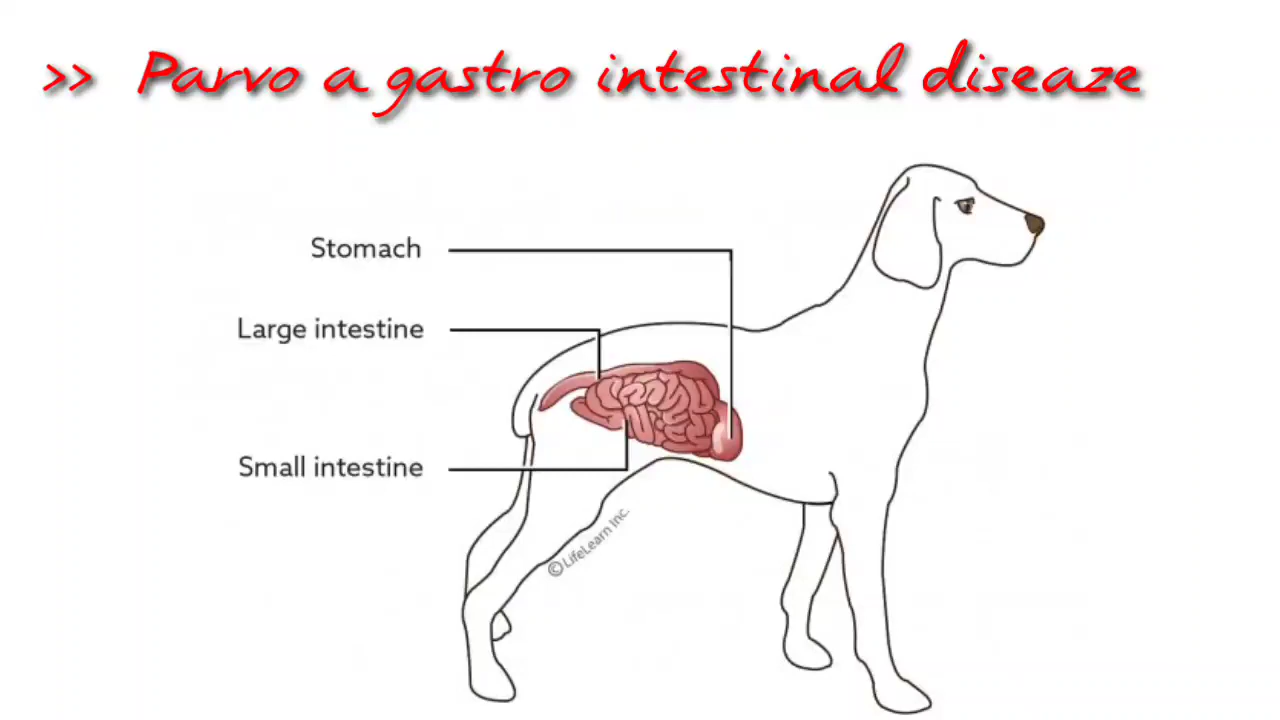 >> Parvo a gastro intestinal diseaze
Stomach
Large intestine
Small intestine
© LifeLearn Inc.